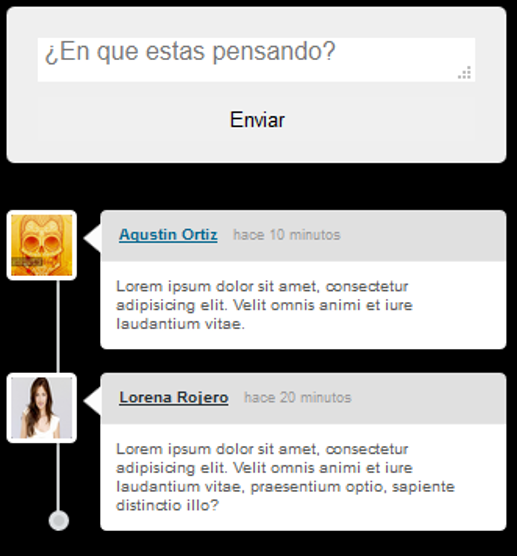 ¿En que estas pensando?
Enviar
Agustin Ortiz hace 10 minutos
Lorem ipsum dolor sit amet, consectetur
adipisicing elit. Velit omnis animi et iure
laudantium vitae.
Lorena Rojero hace 20 minutos
Lorem ipsum dolor sit amet, consectetur
adipisicing elit. Velit omnis animi et iure
laudantium vitae, praesentium optio, sapiente
distinctio illo?